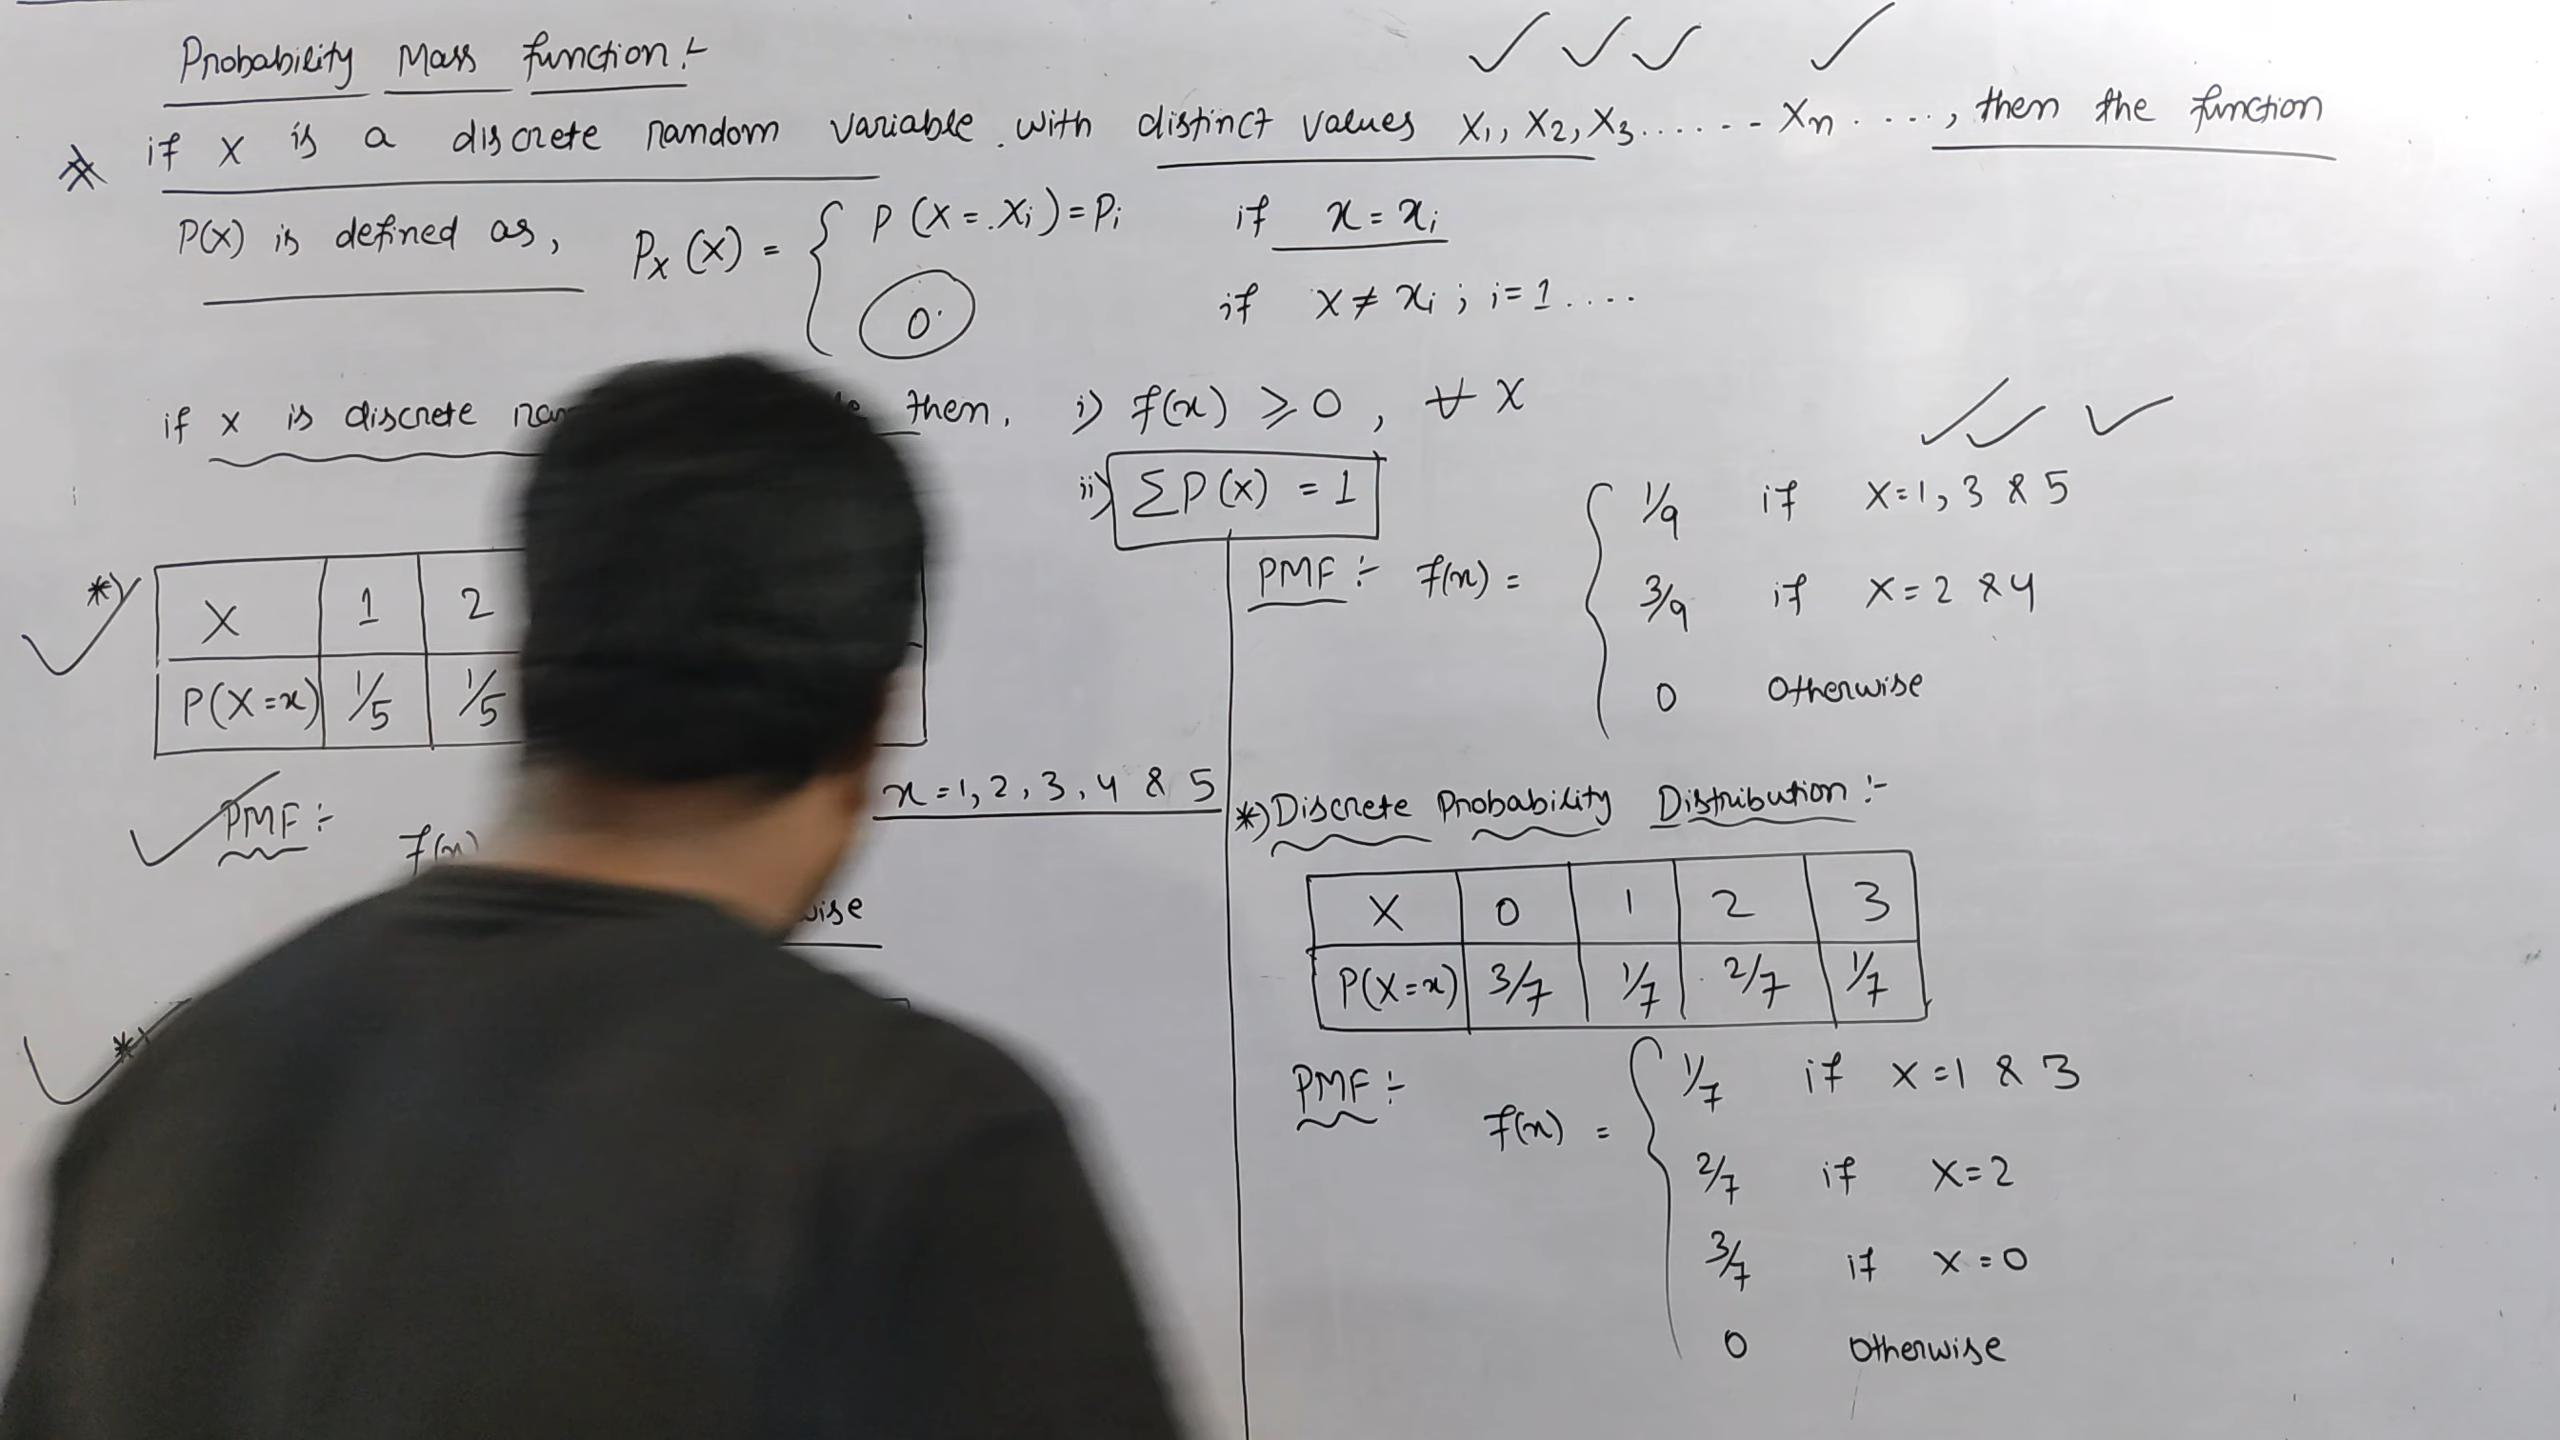 Probability Mass function :-
* if X is a discrete random variable with distinct values X1, X2, X3 ...... - Xn ...., then the function
P(X) is defined as, PX (X) = { P (X = Xi) = Pi if x = xi
0 if X ≠ xi ; i = 1 ....
if x is discrete then, i) f(x) ≥ 0, ∀ X
ii) ΣP(x) = 1
*) X 1 2
P(X=x) 1/5 1/5
PMF :- f(x)
x = 1, 2, 3, 4 & 5
*)
PMF :- f(x) = { 1/9 if X = 1, 3 & 5
3/9 if X = 2 & 4
0 Otherwise
*) Discrete Probability Distribution :-
X 0 1 2 3
P(X=x) 3/7 1/7 2/7 1/7
PMF :- f(x) = { 1/7 if X = 1 & 3
2/7 if X = 2
3/7 if X = 0
0 Otherwise